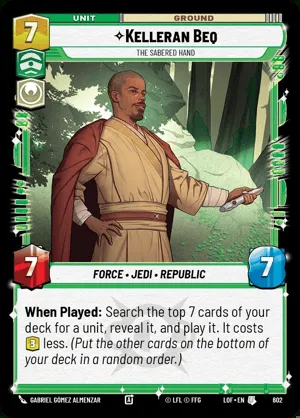 UNIT GROUND
7
✧KELLERAN BEQ
THE SABERED HAND
7 7
FORCE • JEDI • REPUBLIC
When Played: Search the top 7 cards of your
deck for a unit, reveal it, and play it. It costs
3 less. (Put the other cards on the bottom of
your deck in a random order.)
GABRIEL GÓMEZ ALMENZAR © LFL © FFG LOF • EN 802